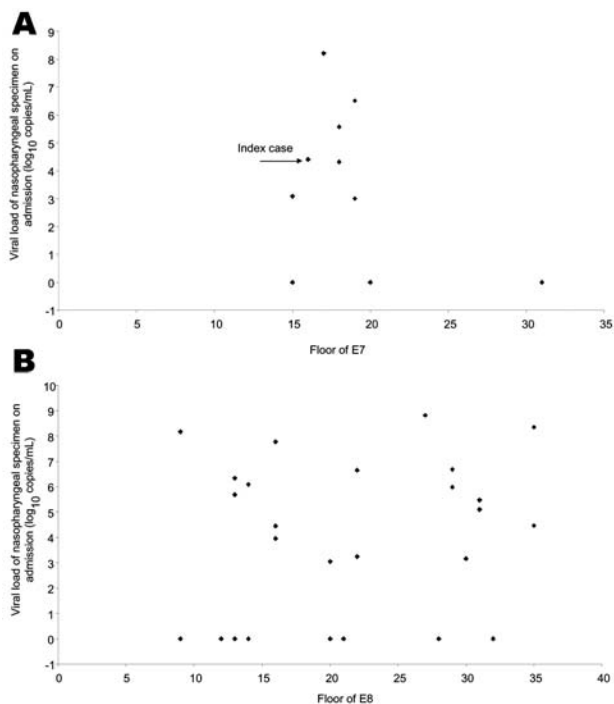 A
Viral load of nasopharyngeal specimen on
admission (log10 copies/mL)
9
8
7
6
5
4
3
2
1
0
-1
Index case
0 5 10 15 20 25 30 35
Floor of E7
B
Viral load of nasopharyngeal specimen on
admission (log10 copies/mL)
10
9
8
7
6
5
4
3
2
1
0
-1
0 5 10 15 20 25 30 35 40
Floor of E8